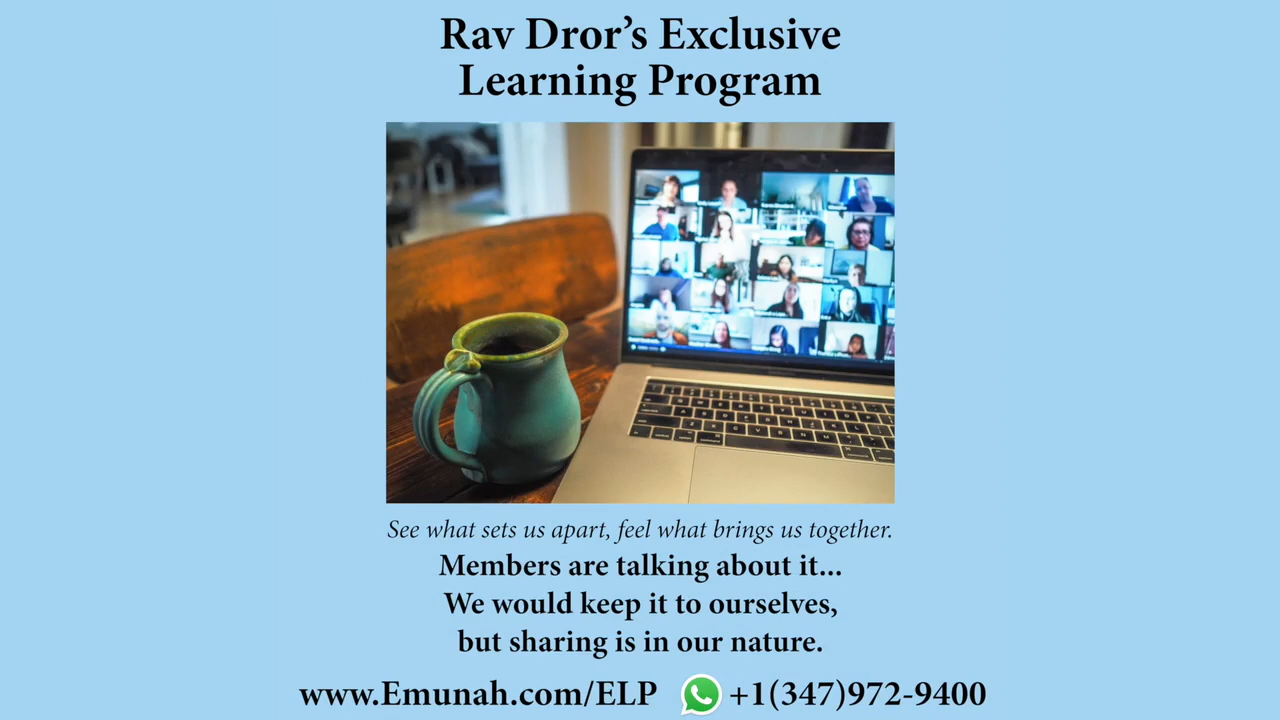 Rav Dror’s Exclusive
Learning Program
See what sets us apart, feel what brings us together.
Members are talking about it...
We would keep it to ourselves,
but sharing is in our nature.
www.Emunah.com/ELP +1(347)972-9400